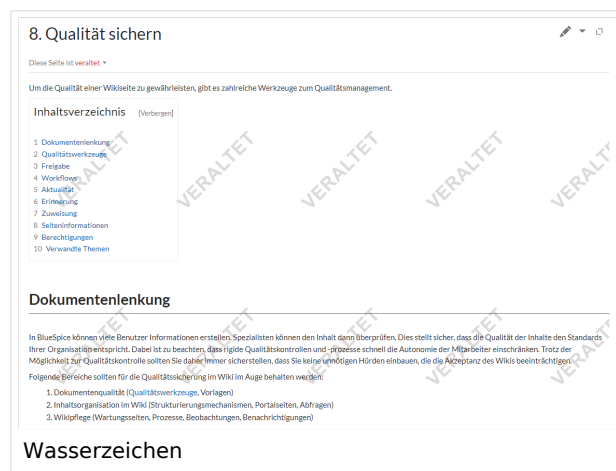 8. Qualität sichern
Diese Seite ist veraltet
Um die Qualität einer Wikiseite zu gewährleisten, gibt es zahlreiche Werkzeuge zum Qualitätsmanagement.
Inhaltsverzeichnis [Verbergen]
1 Dokumentenlenkung
2 Qualitätswerkzeuge
3 Freigabe
4 Workflows
5 Aktualität
6 Erinnerung
7 Zuweisung
8 Seiteninformationen
9 Berechtigungen
10 Verwandte Themen
VERALTET VERALTET VERALTET VERALTET VERALTET
Dokumentenlenkung
In BlueSpice können viele Benutzer Informationen erstellen. Spezialisten können den Inhalt dann überprüfen. Dies stellt sicher, dass die Qualität der Inhalte den Standards
Ihrer Organisation entspricht. Dabei ist zu beachten, dass rigide Qualitätskontrollen und -prozesse schnell die Autonomie der Mitarbeiter einschränken. Trotz der
Möglichkeit zur Qualitätskontrolle sollten Sie daher immer sicherstellen, dass Sie keine unnötigen Hürden einbauen, die die Akzeptanz des Wikis beeinträchtigen.
VERALTET VERALTET VERALTET VERALTET VERALTET
Folgende Bereiche sollten für die Qualitätssicherung im Wiki im Auge behalten werden:
1. Dokumentenqualität (Qualitätswerkzeuge, Vorlagen)
2. Inhaltsorganisation im Wiki (Strukturierungsmechanismen, Portalseiten, Abfragen)
3. Wikipflege (Wartungsseiten, Prozesse, Beobachtungen, Benachrichtigungen)
Wasserzeichen